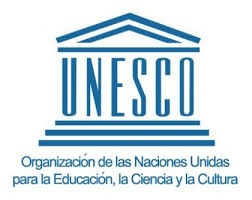 UNESCO
Organización de las Naciones Unidas
para la Educación, la Ciencia y la Cultura